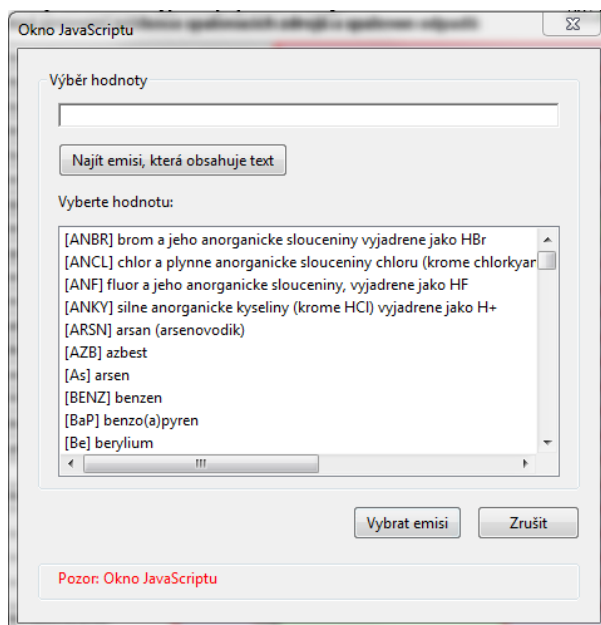 Okno JavaScriptu
Výběr hodnoty
Najít emisi, která obsahuje text
Vyberte hodnotu:
[ANBR] brom a jeho anorganicke slouceniny vyjadrene jako HBr
[ANCL] chlor a plynne anorganicke slouceniny chloru (krome chlorkyar
[ANF] fluor a jeho anorganicke slouceniny, vyjadrene jako HF
[ANKY] silne anorganicke kyseliny (krome HCl) vyjadrene jako H+
[ARSN] arsan (arsenovodik)
[AZB] azbest
[As] arsen
[BENZ] benzen
[BaP] benzo(a)pyren
[Be] berylium
Vybrat emisi
Zrušit
Pozor: Okno JavaScriptu